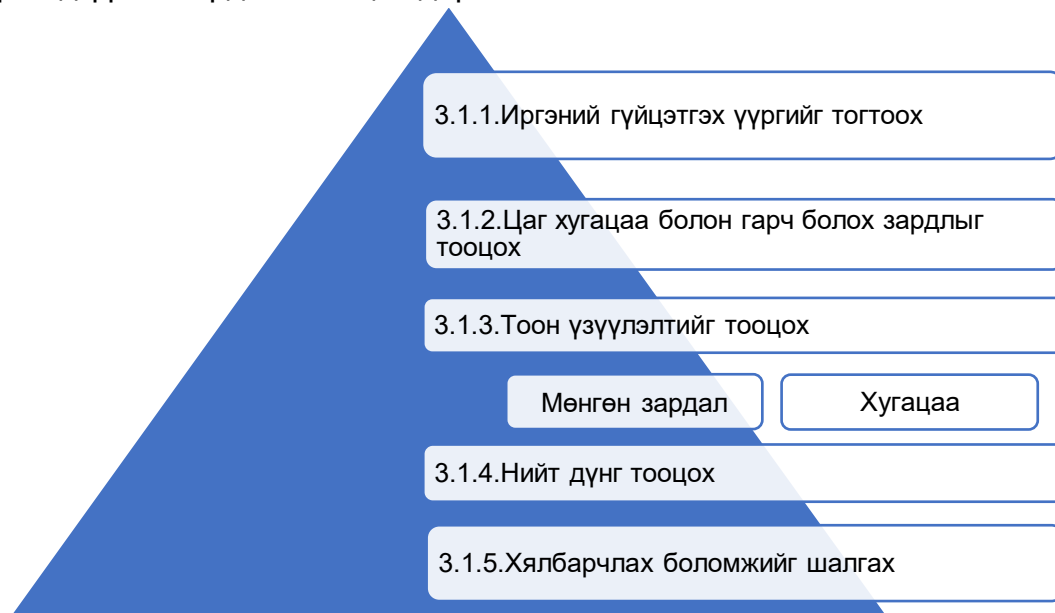 3.1.1.Иргэний гүйцэтгэх үүргийг тогтоох
3.1.2.Цаг хугацаа болон гарч болох зардлыг
тооцох
3.1.3.Тоон үзүүлэлтийг тооцох
Мөнгөн зардал
Хугацаа
3.1.4.Нийт дүнг тооцох
3.1.5.Хялбарчлах боломжийг шалгах